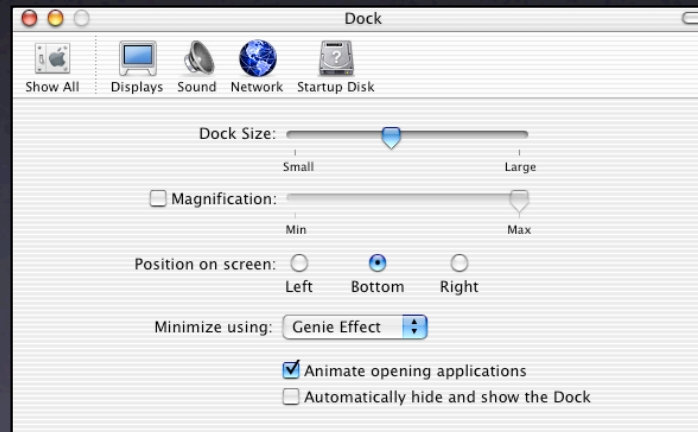 Dock
Show All Displays Sound Network Startup Disk
Dock Size:
Small Large
Magnification:
Min Max
Position on screen:
Left Bottom Right
Minimize using: Genie Effect
Animate opening applications
Automatically hide and show the Dock